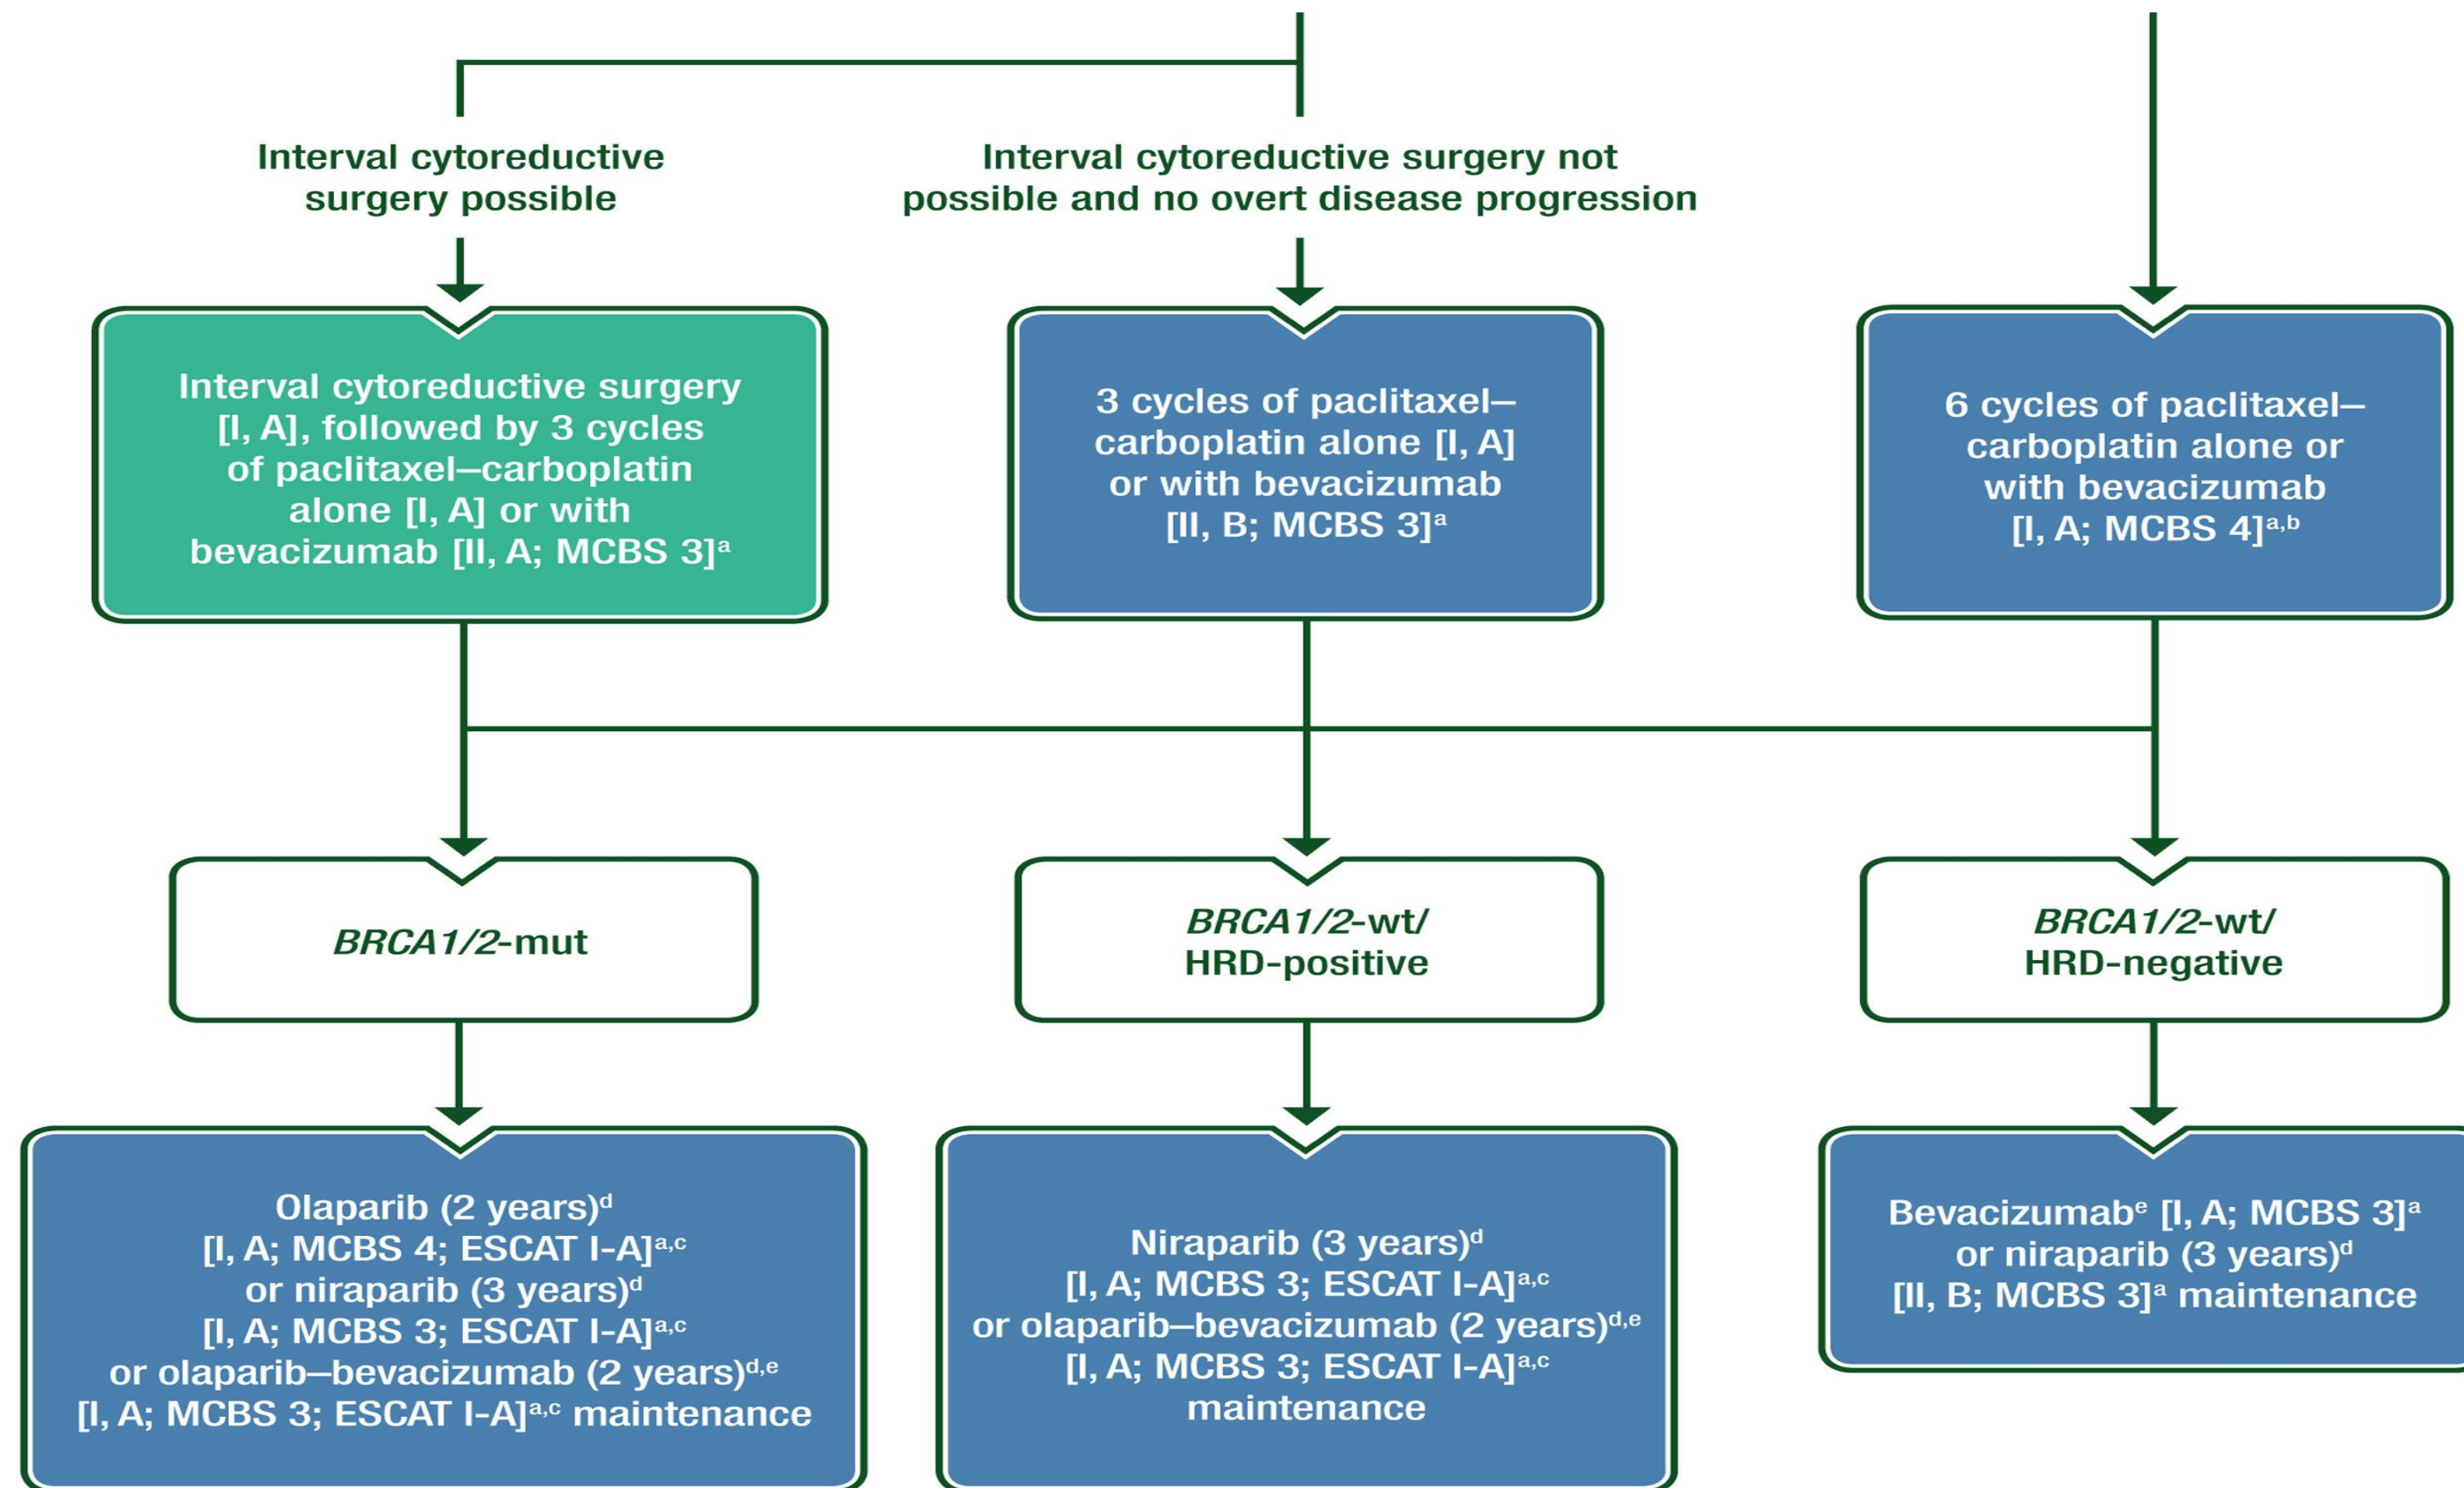 Interval cytoreductive
surgery possible
Interval cytoreductive surgery not
possible and no overt disease progression
Interval cytoreductive surgery
[I, A], followed by 3 cycles
of paclitaxel–carboplatin
alone [I, A] or with
bevacizumab [II, A; MCBS 3]ᵃ
3 cycles of paclitaxel–
carboplatin alone [I, A]
or with bevacizumab
[II, B; MCBS 3]ᵃ
6 cycles of paclitaxel–
carboplatin alone or
with bevacizumab
[I, A; MCBS 4]ᵃ,ᵇ
BRCA1/2-mut
BRCA1/2-wt/
HRD-positive
BRCA1/2-wt/
HRD-negative
Olaparib (2 years)ᵈ
[I, A; MCBS 4; ESCAT I-A]ᵃ,ᶜ
or niraparib (3 years)ᵈ
[I, A; MCBS 3; ESCAT I-A]ᵃ,ᶜ
or olaparib–bevacizumab (2 years)ᵈ,ᵉ
[I, A; MCBS 3; ESCAT I-A]ᵃ,ᶜ maintenance
Niraparib (3 years)ᵈ
[I, A; MCBS 3; ESCAT I-A]ᵃ,ᶜ
or olaparib–bevacizumab (2 years)ᵈ,ᵉ
[I, A; MCBS 3; ESCAT I-A]ᵃ,ᶜ
maintenance
Bevacizumabᵉ [I, A; MCBS 3]ᵃ
or niraparib (3 years)ᵈ
[II, B; MCBS 3]ᵃ maintenance